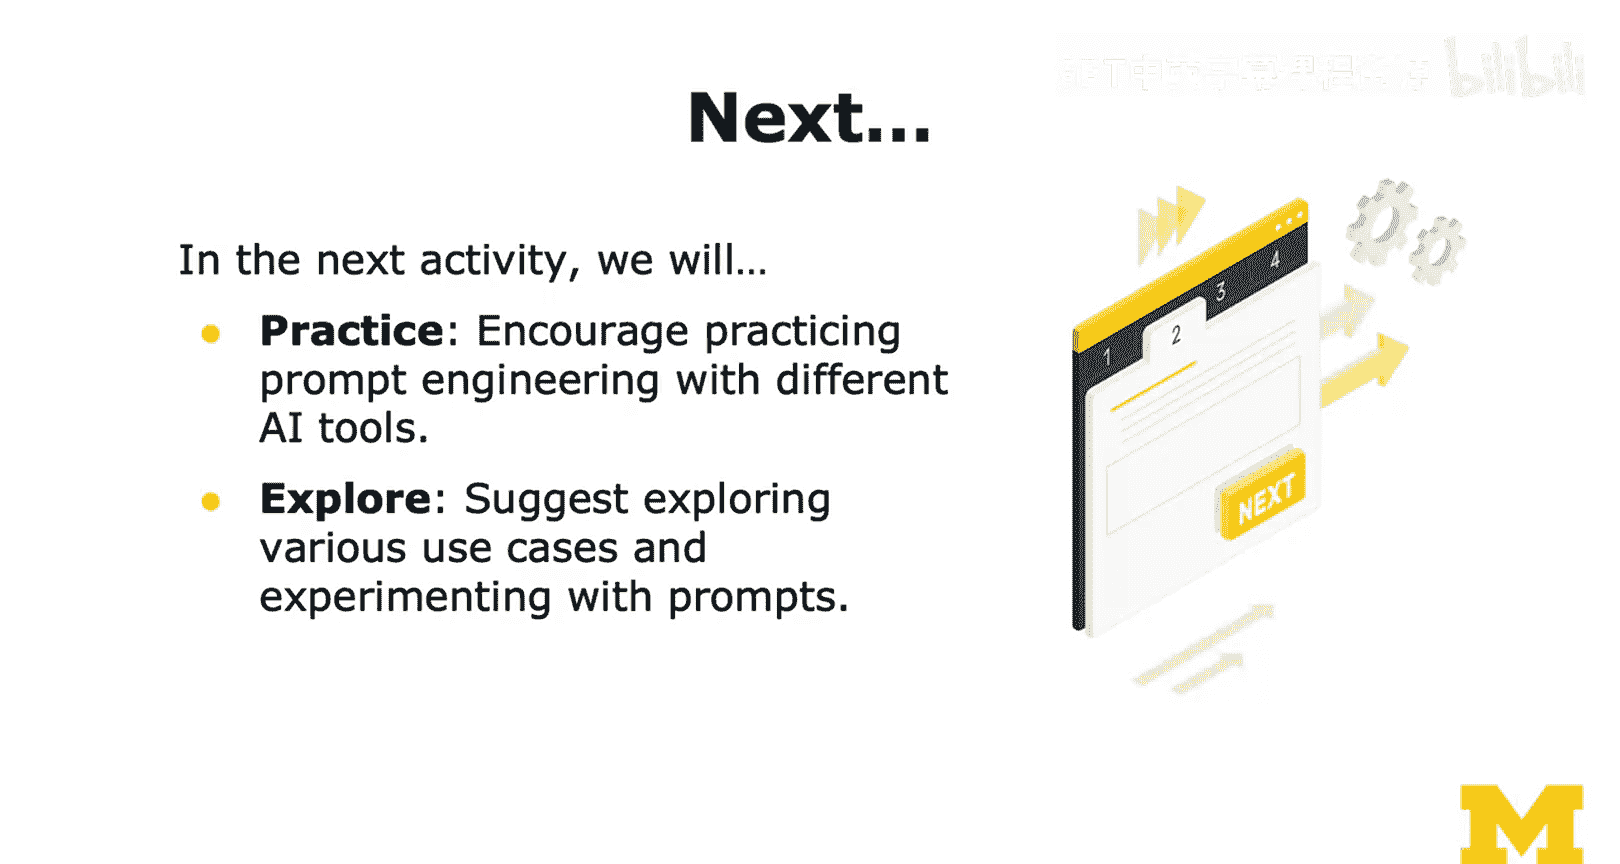 bilibili
Next...
In the next activity, we will...
Practice: Encourage practicing
prompt engineering with different
AI tools.
Explore: Suggest exploring
various use cases and
experimenting with prompts.
1
2
3
4
NEXT
M